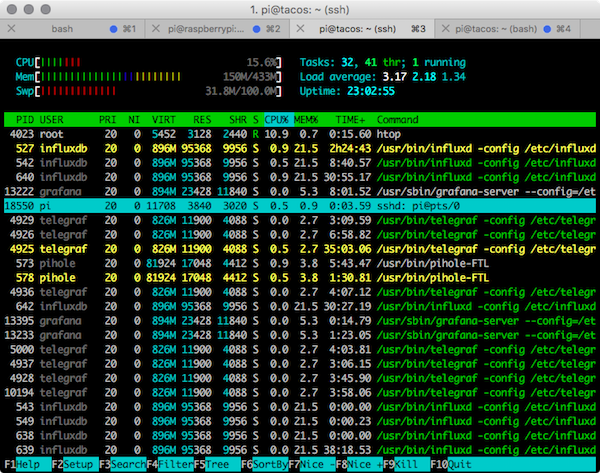 1. pi@tacos: ~ (ssh)
bash ⌘1 pi@raspberrypi:... ⌘2 pi@tacos: ~ (ssh) ⌘3 pi@tacos: ~ (bash) ⌘4
CPU[|||||||| 15.6%] Tasks: 32, 41 thr; 1 running
Mem[||||||||||||||||||||||||||||150M/433M] Load average: 3.17 2.18 1.34
Swp[|||||||||||||||31.8M/100.0M] Uptime: 23:02:55
PID USER PRI NI VIRT RES SHR S CPU% MEM% TIME+ Command
4023 root 20 0 5452 3128 2440 R 10.9 0.7 0:15.60 htop
527 influxdb 20 0 896M 95368 9956 S 0.9 21.5 2h24:43 /usr/bin/influxd -config /etc/influxd
542 influxdb 20 0 896M 95368 9956 S 0.5 21.5 8:40.57 /usr/bin/influxd -config /etc/influxd
640 influxdb 20 0 896M 95368 9956 S 1.9 21.5 30:55.17 /usr/bin/influxd -config /etc/influxd
13222 grafana 20 0 894M 23428 11840 S 0.9 5.3 8:01.52 /usr/sbin/grafana-server --config=/et
18550 pi 20 0 11708 3840 3020 S 0.5 0.9 0:03.59 sshd: pi@pts/0
4929 telegraf 20 0 826M 11900 4088 S 0.0 2.7 3:09.59 /usr/bin/telegraf -config /etc/telegr
4926 telegraf 20 0 826M 11900 4088 S 0.0 2.7 6:58.82 /usr/bin/telegraf -config /etc/telegr
4925 telegraf 20 0 826M 11900 4088 S 0.5 2.7 35:03.06 /usr/bin/telegraf -config /etc/telegr
573 pihole 20 0 81924 17048 4412 S 0.9 3.8 5:43.47 /usr/bin/pihole-FTL
578 pihole 20 0 81924 17048 4412 S 0.5 3.8 1:30.81 /usr/bin/pihole-FTL
4936 telegraf 20 0 826M 11900 4088 S 0.0 2.7 4:07.12 /usr/bin/telegraf -config /etc/telegr
642 influxdb 20 0 896M 95368 9956 S 0.0 21.5 30:27.19 /usr/bin/influxd -config /etc/influxd
13395 grafana 20 0 894M 23428 11840 S 0.0 5.3 0:14.79 /usr/sbin/grafana-server --config=/et
13233 grafana 20 0 894M 23428 11840 S 0.0 5.3 1:23.05 /usr/sbin/grafana-server --config=/et
5000 telegraf 20 0 826M 11900 4088 S 0.0 2.7 4:03.81 /usr/bin/telegraf -config /etc/telegr
4937 telegraf 20 0 826M 11900 4088 S 0.0 2.7 3:06.15 /usr/bin/telegraf -config /etc/telegr
4928 telegraf 20 0 826M 11900 4088 S 0.0 2.7 3:45.90 /usr/bin/telegraf -config /etc/telegr
10194 telegraf 20 0 826M 11900 4088 S 0.0 2.7 3:58.06 /usr/bin/telegraf -config /etc/telegr
543 influxdb 20 0 896M 95368 9956 S 0.0 21.5 0:00.00 /usr/bin/influxd -config /etc/influxd
549 influxdb 20 0 896M 95368 9956 S 0.0 21.5 0:00.23 /usr/bin/influxd -config /etc/influxd
638 influxdb 20 0 896M 95368 9956 S 0.0 21.5 0:00.00 /usr/bin/influxd -config /etc/influxd
639 influxdb 20 0 896M 95368 9956 S 0.0 21.5 38:18.53 /usr/bin/influxd -config /etc/influxd
F1Help F2Setup F3SearchF4FilterF5Tree F6SortByF7Nice -F8Nice +F9Kill F10Quit